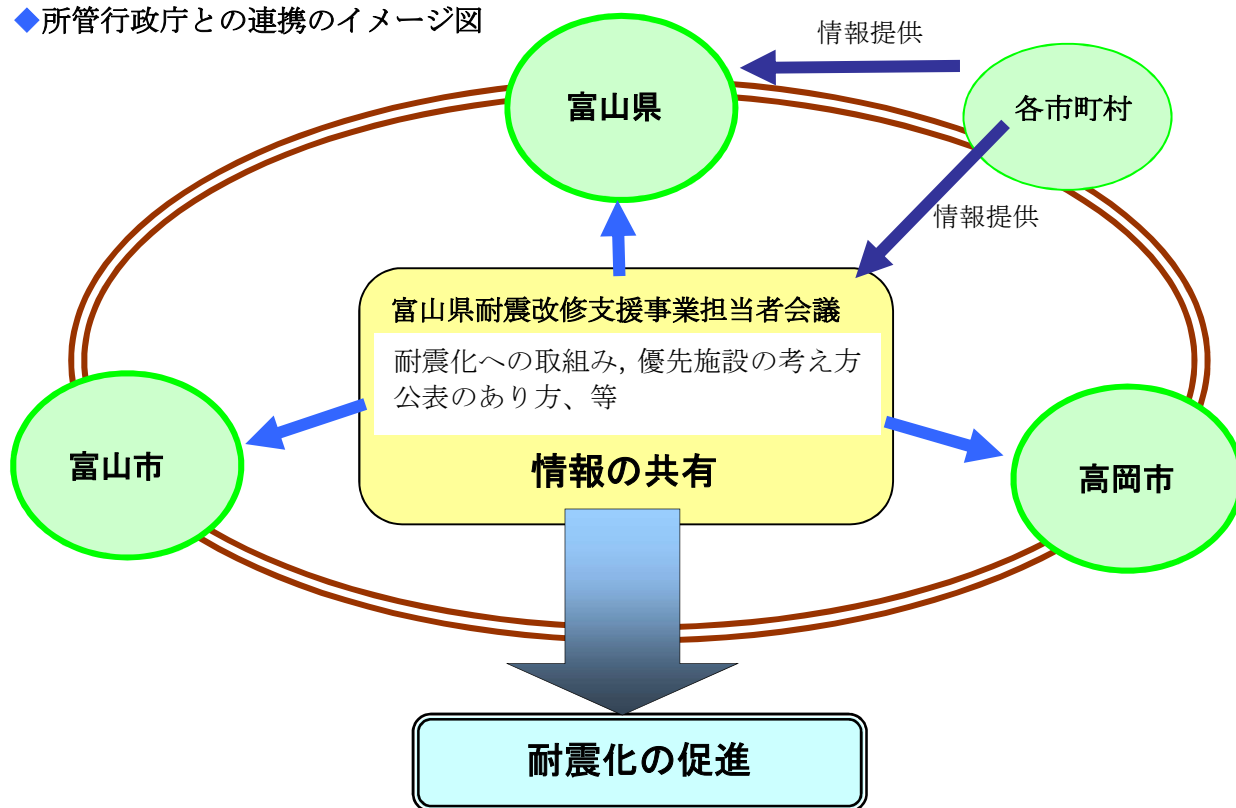 ◆所管行政庁との連携のイメージ図
情報提供
富山県
各市町村
情報提供
富山県耐震改修支援事業担当者会議
耐震化への取組み,優先施設の考え方
公表のあり方、等
富山市
情報の共有
高岡市
耐震化の促進